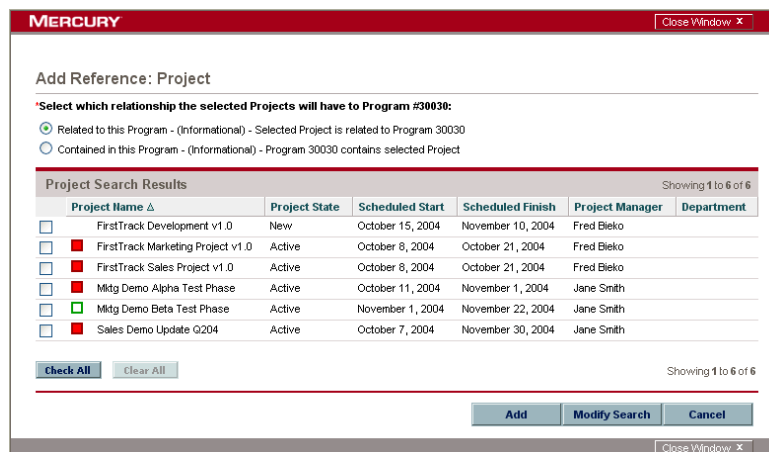 MERCURY
Close Window X
Add Reference: Project
*Select which relationship the selected Projects will have to Program #30030:
Related to this Program - (Informational) - Selected Project is related to Program 30030
Contained in this Program - (Informational) - Program 30030 contains selected Project
Project Search Results Showing 1 to 6 of 6
Project Name Project State Scheduled Start Scheduled Finish Project Manager Department
FirstTrack Development v1.0 New October 15, 2004 November 10, 2004 Fred Bieko
FirstTrack Marketing Project v1.0 Active October 8, 2004 October 21, 2004 Fred Bieko
FirstTrack Sales Project v1.0 Active October 8, 2004 October 21, 2004 Fred Bieko
Mktg Demo Alpha Test Phase Active October 11, 2004 November 1, 2004 Jane Smith
Mktg Demo Beta Test Phase Active November 1, 2004 November 22, 2004 Jane Smith
Sales Demo Update Q204 Active October 7, 2004 November 30, 2004 Jane Smith
Check All Clear All Showing 1 to 6 of 6
Add Modify Search Cancel
Close Window X